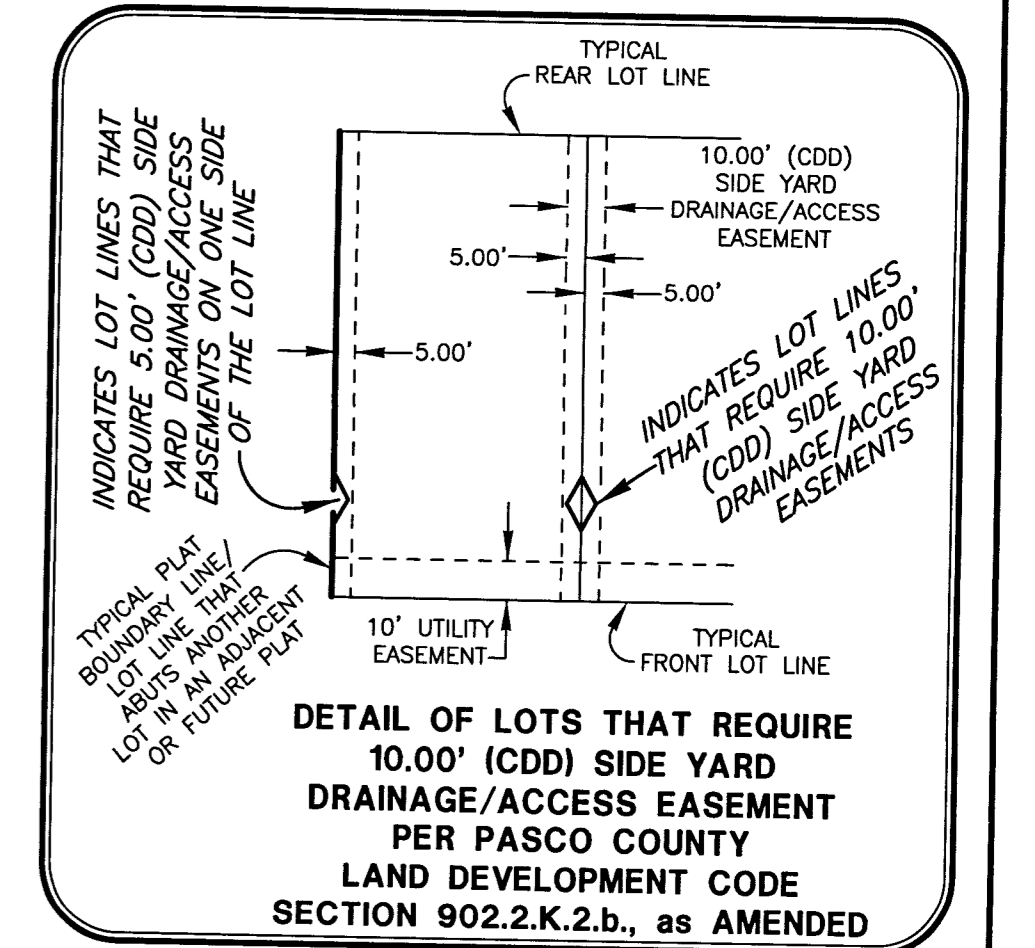 TYPICAL
REAR LOT LINE
INDICATES LOT LINES THAT
REQUIRE 5.00' (CDD) SIDE
YARD DRAINAGE/ACCESS
EASEMENTS ON ONE SIDE
OF THE LOT LINE
10.00' (CDD)
SIDE YARD
DRAINAGE/ACCESS
EASEMENT
5.00'
5.00'
5.00'
INDICATES LOT LINES
THAT REQUIRE 10.00'
(CDD) SIDE YARD
DRAINAGE/ACCESS
EASEMENTS
TYPICAL PLAT
BOUNDARY LINE/
LOT LINE THAT
ABUTS ANOTHER
LOT IN AN ADJACENT
OR FUTURE PLAT
10' UTILITY
EASEMENT
TYPICAL
FRONT LOT LINE
DETAIL OF LOTS THAT REQUIRE
10.00' (CDD) SIDE YARD
DRAINAGE/ACCESS EASEMENT
PER PASCO COUNTY
LAND DEVELOPMENT CODE
SECTION 902.2.K.2.b., as AMENDED